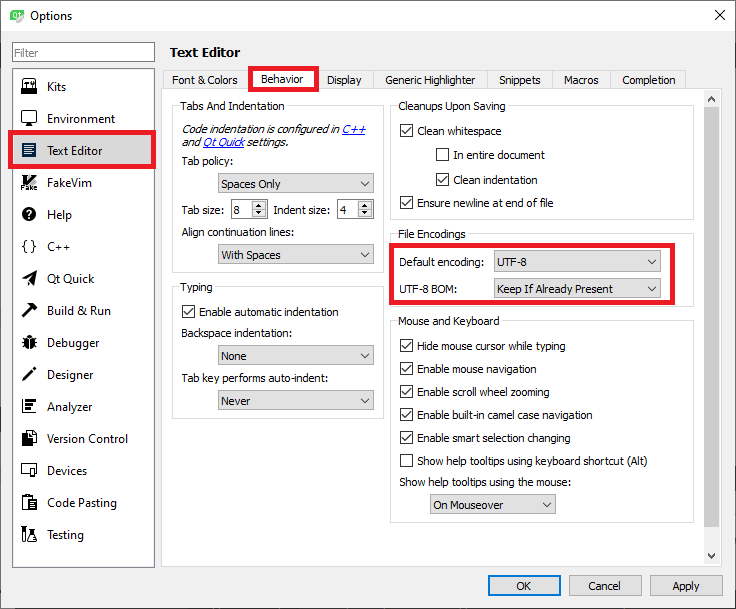 Options
Filter
Kits
Environment
Text Editor
FakeVim
Help
C++
Qt Quick
Build & Run
Debugger
Designer
Analyzer
Version Control
Devices
Code Pasting
Testing
Text Editor
Font & Colors
Behavior
Display
Generic Highlighter
Snippets
Macros
Completion
Tabs And Indentation
Code indentation is configured in C++
and Qt Quick settings.
Tab policy:
Spaces Only
Tab size: 8 Indent size: 4
Align continuation lines:
With Spaces
Typing
Enable automatic indentation
Backspace indentation:
None
Tab key performs auto-indent:
Never
Cleanups Upon Saving
Clean whitespace
In entire document
Clean indentation
Ensure newline at end of file
File Encodings
Default encoding: UTF-8
UTF-8 BOM: Keep If Already Present
Mouse and Keyboard
Hide mouse cursor while typing
Enable mouse navigation
Enable scroll wheel zooming
Enable built-in camel case navigation
Enable smart selection changing
Show help tooltips using keyboard shortcut (Alt)
Show help tooltips using the mouse:
On Mouseover
OK
Cancel
Apply